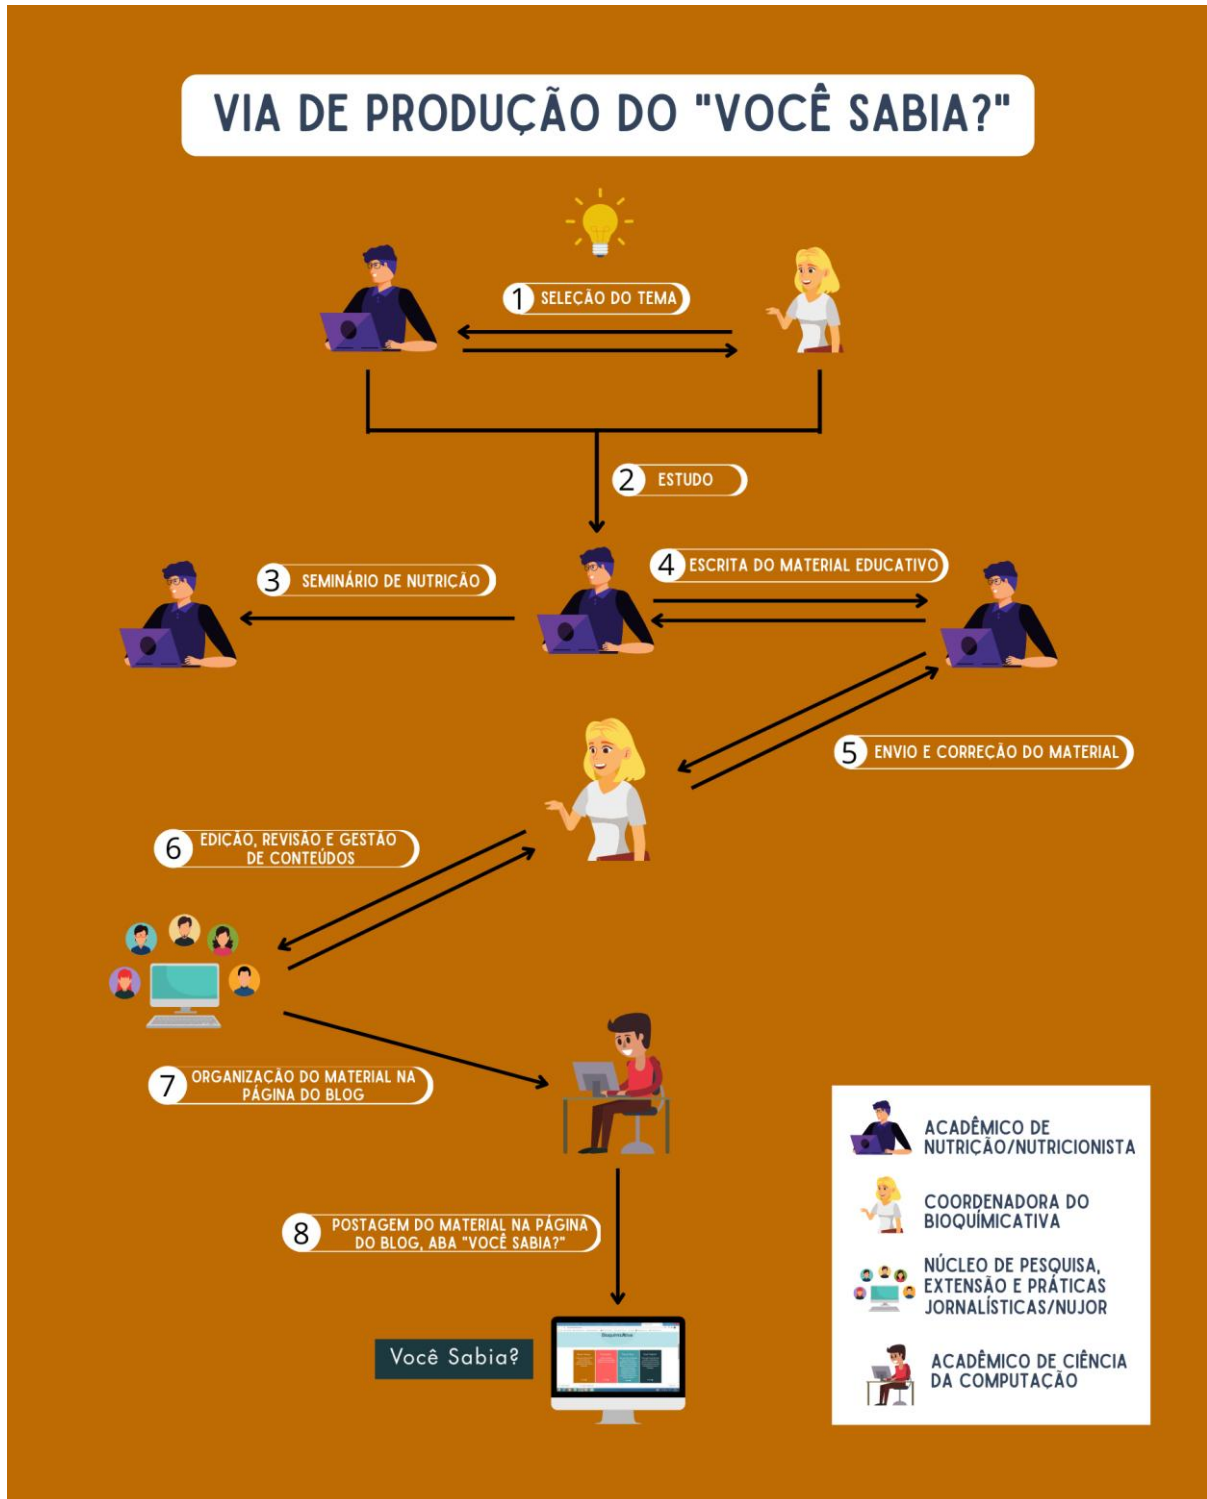 VIA DE PRODUÇÃO DO "VOCÊ SABIA?"
1 SELEÇÃO DO TEMA
2 ESTUDO
3 SEMINÁRIO DE NUTRIÇÃO
4 ESCRITA DO MATERIAL EDUCATIVO
5 ENVIO E CORREÇÃO DO MATERIAL
6 EDIÇÃO, REVISÃO E GESTÃO
DE CONTEÚDOS
7 ORGANIZAÇÃO DO MATERIAL NA
PÁGINA DO BLOG
8 POSTAGEM DO MATERIAL NA PÁGINA
DO BLOG, ABA "VOCÊ SABIA?"
Você Sabia?
ACADÊMICO DE
NUTRIÇÃO/NUTRICIONISTA
COORDENADORA DO
BIOQUÍMICATIVA
NÚCLEO DE PESQUISA,
EXTENSÃO E PRÁTICAS
JORNALÍSTICAS/NUJOR
ACADÊMICO DE CIÊNCIA
DA COMPUTAÇÃO